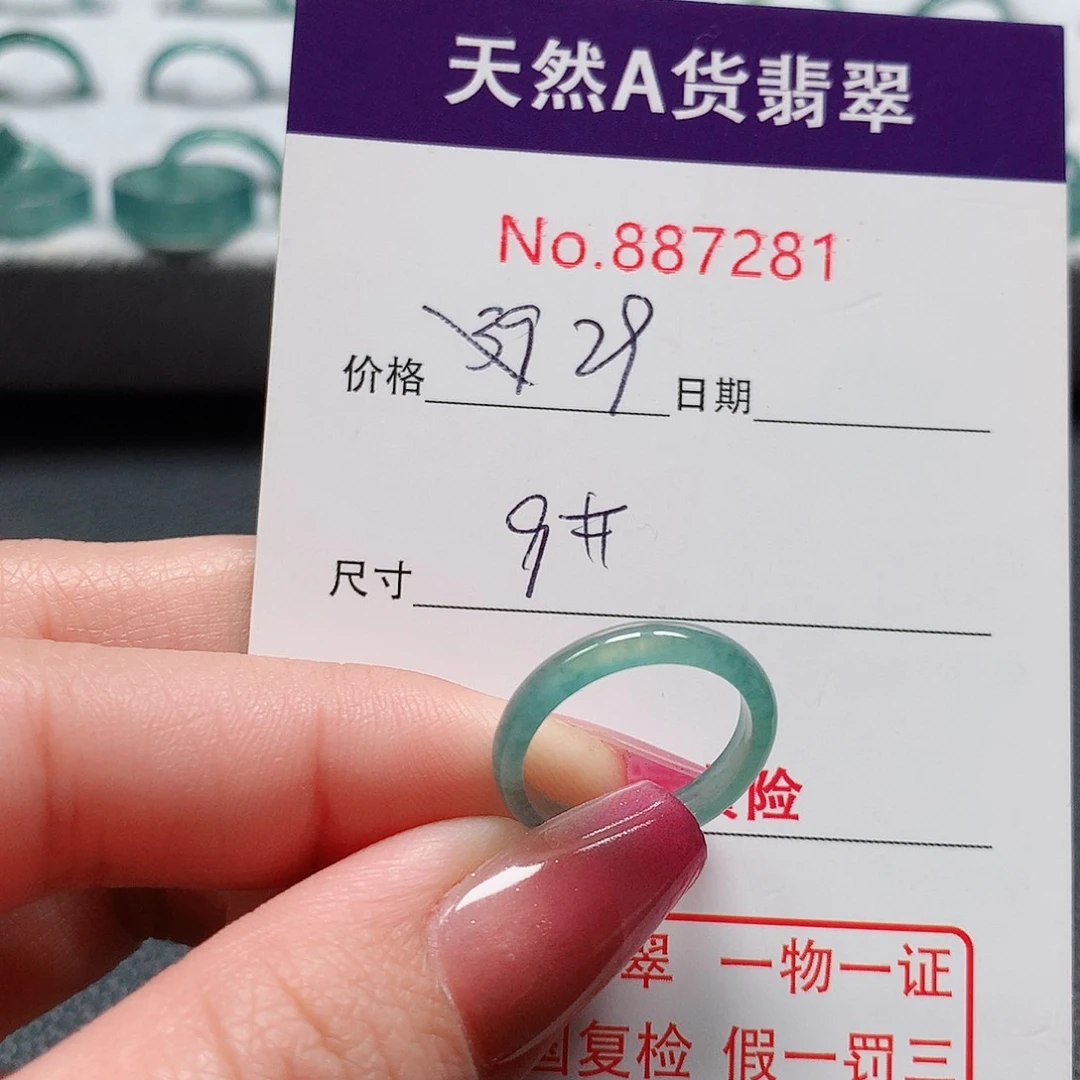 天然A货翡翠
No.887281
价格 37 29 日期
尺寸 9#
险
翠 一物一证
国复检 假一罚三